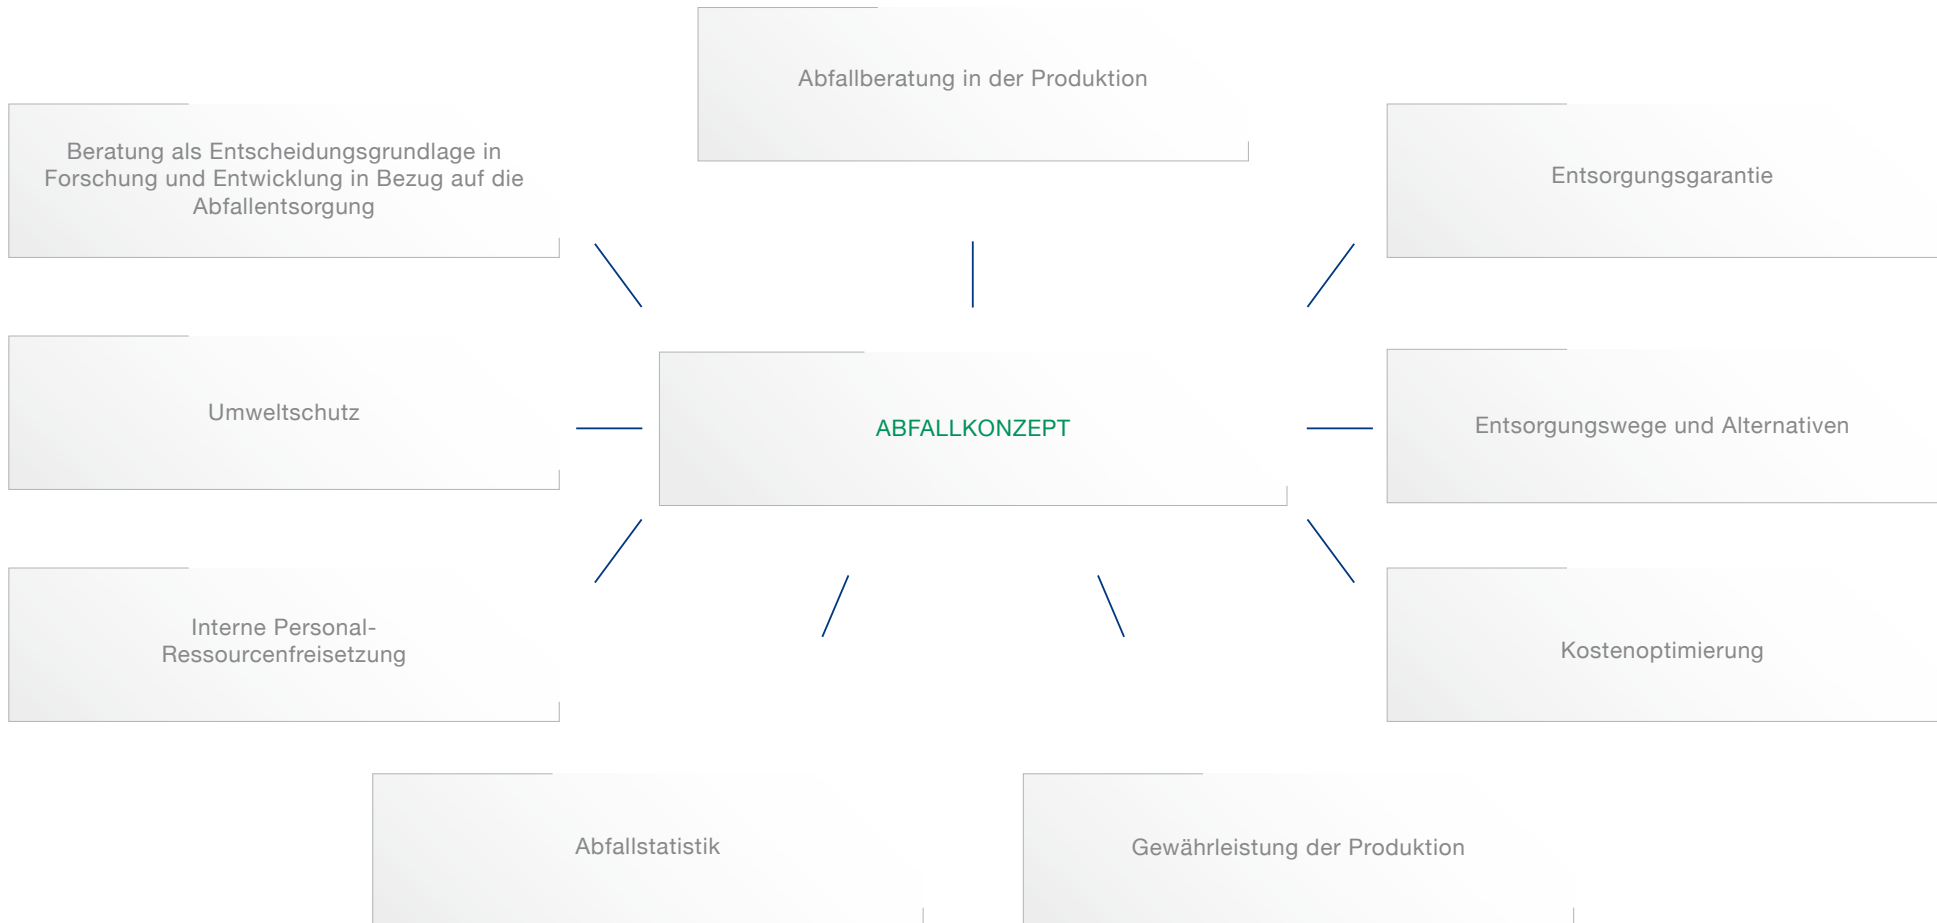 Abfallberatung in der Produktion
Beratung als Entscheidungsgrundlage in
Forschung und Entwicklung in Bezug auf die
Abfallentsorgung
Entsorgungsgarantie
Umweltschutz
ABFALLKONZEPT
Entsorgungswege und Alternativen
Interne Personal-
Ressourcenfreisetzung
Kostenoptimierung
Abfallstatistik
Gewährleistung der Produktion